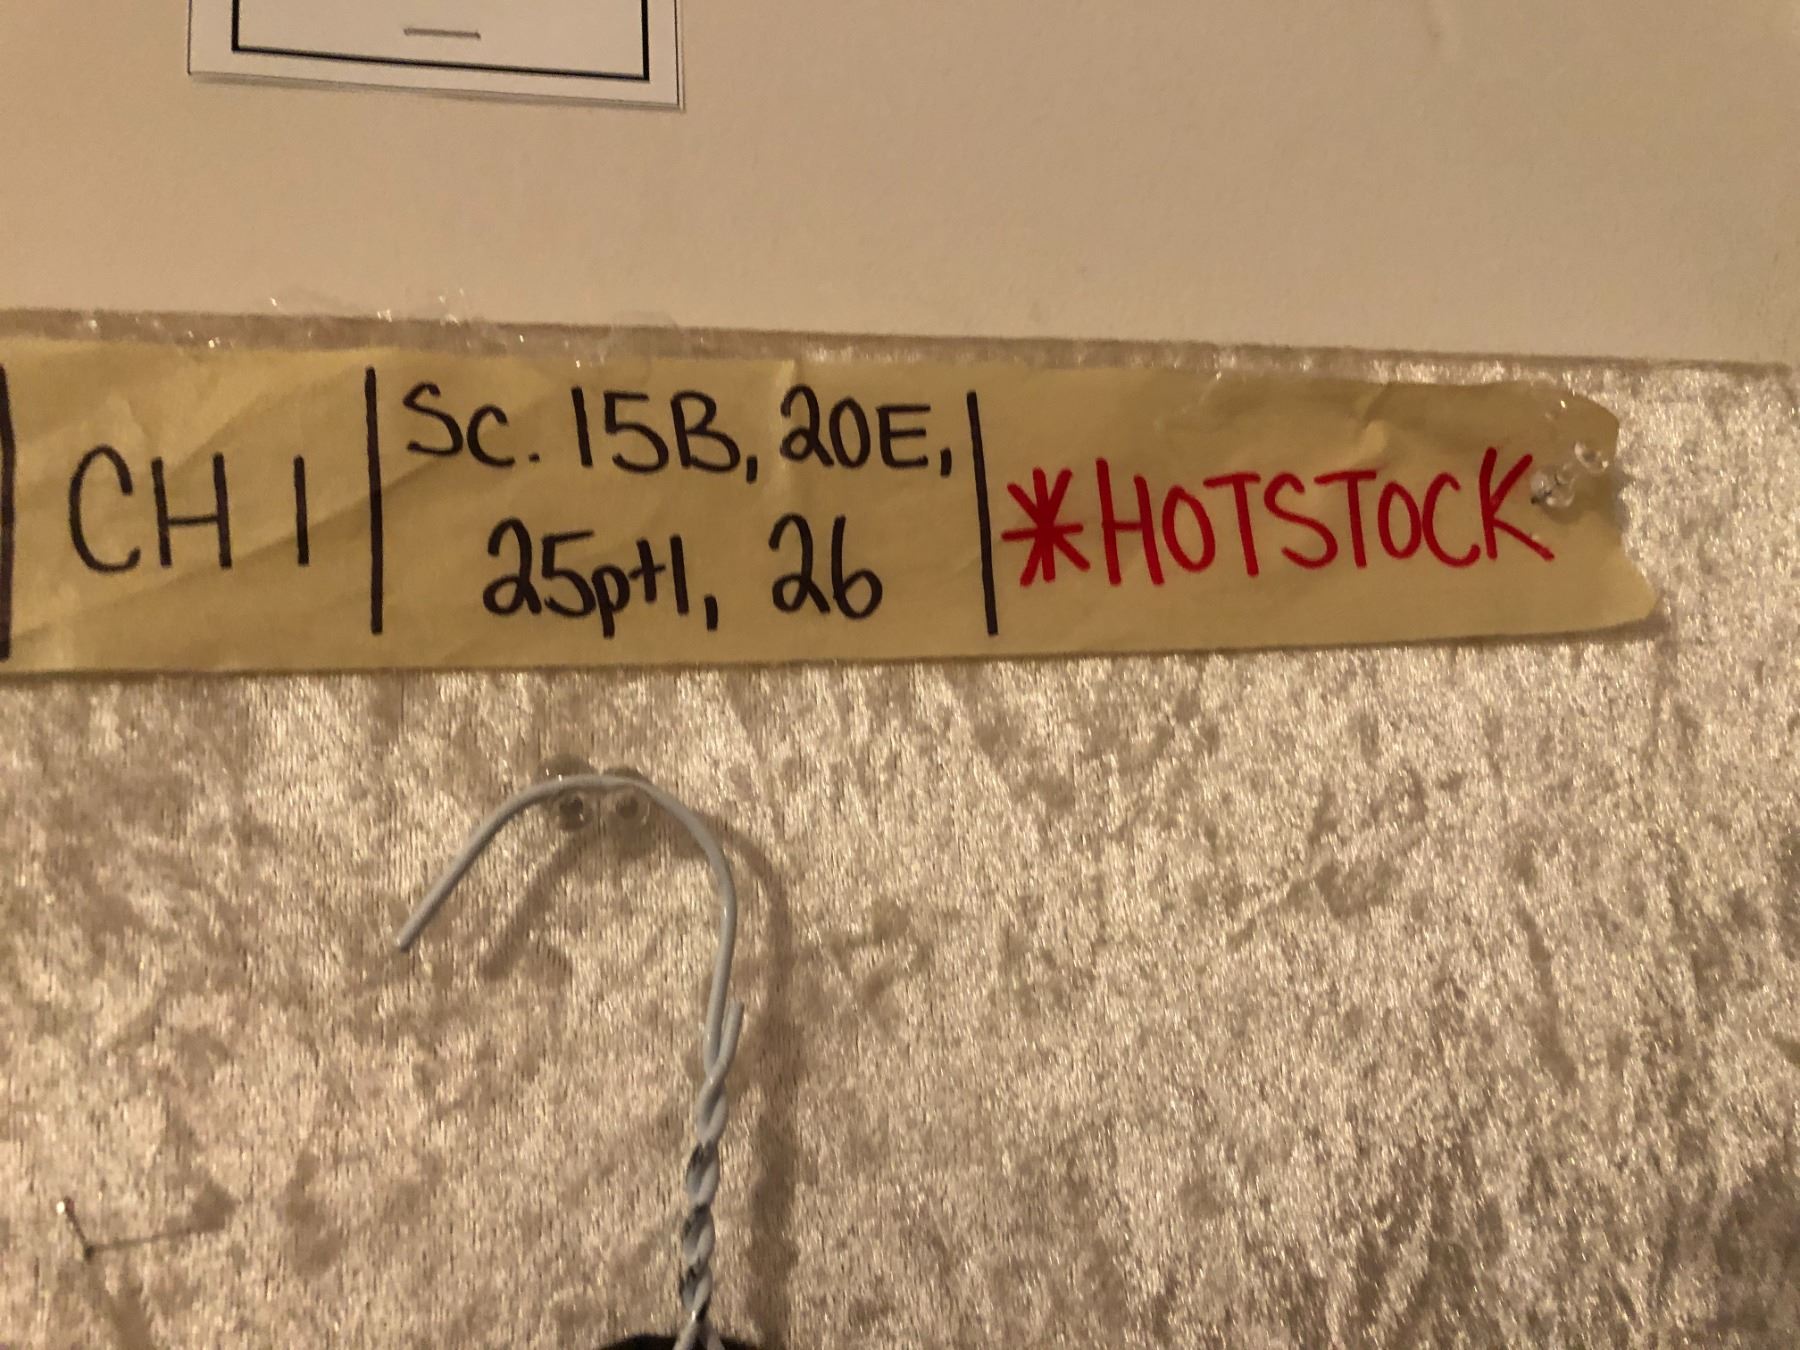 CH 1 | Sc. 15B, 20E, | *HOTSTOCK
25pt1, 26